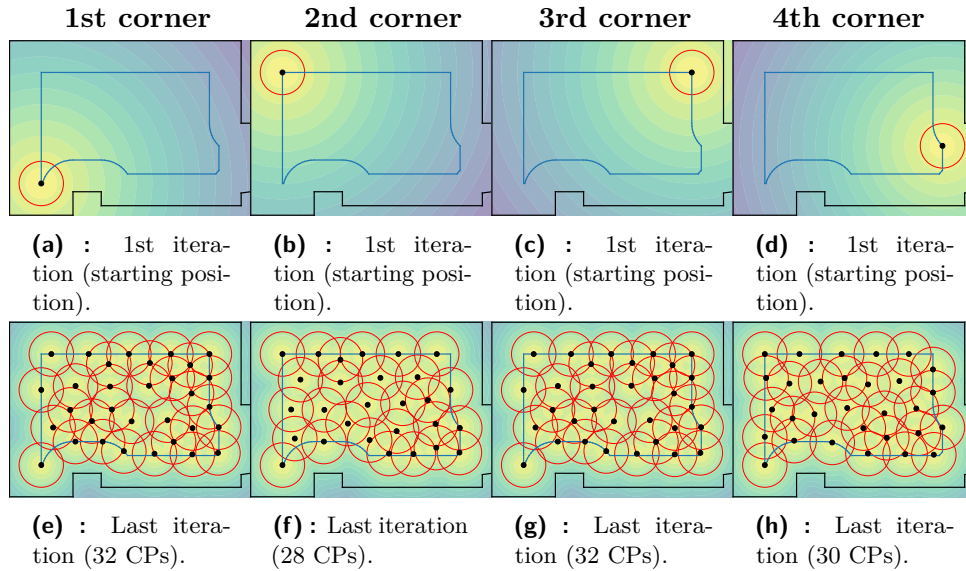 1st corner 2nd corner 3rd corner 4th corner
(a) : 1st itera-
tion (starting posi-
tion).
(b) : 1st itera-
tion (starting posi-
tion).
(c) : 1st itera-
tion (starting posi-
tion).
(d) : 1st itera-
tion (starting posi-
tion).
(e) : Last itera-
tion (32 CPs).
(f) : Last iteration
(28 CPs).
(g) : Last itera-
tion (32 CPs).
(h) : Last itera-
tion (30 CPs).